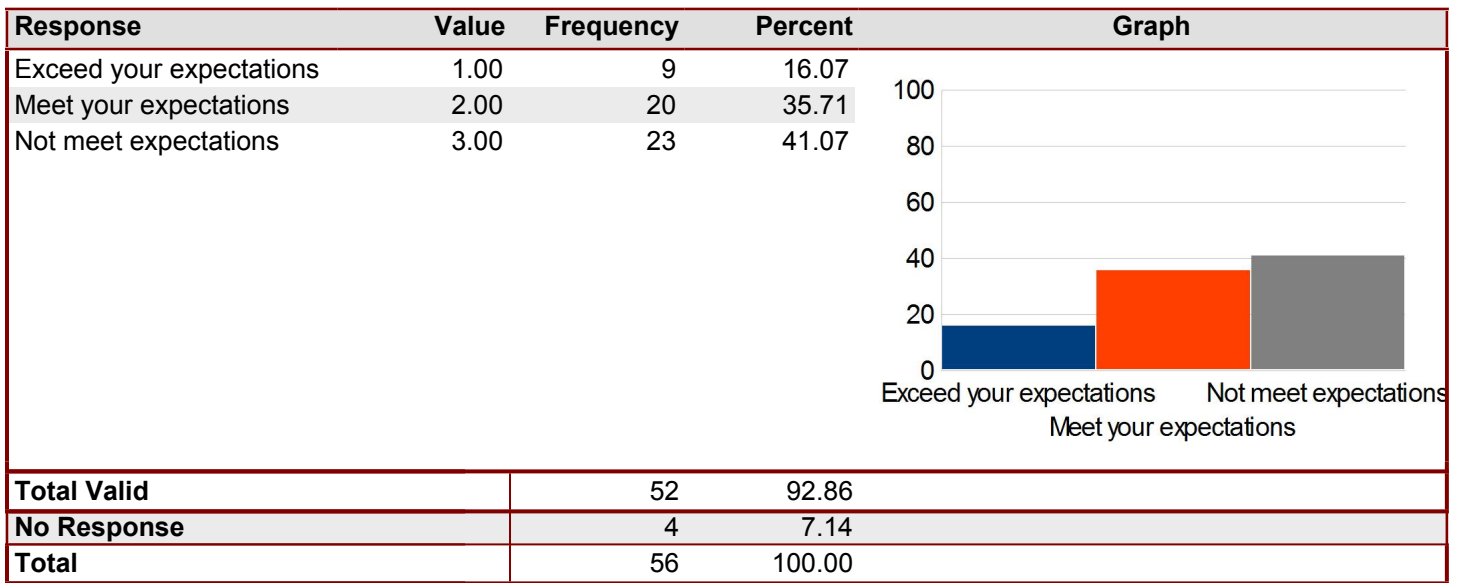 Response Value Frequency Percent Graph
Exceed your expectations 1.00 9 16.07
Meet your expectations 2.00 20 35.71
Not meet expectations 3.00 23 41.07
100
80
60
40
20
0
Exceed your expectations Not meet expectations
Meet your expectations
Total Valid 52 92.86
No Response 4 7.14
Total 56 100.00